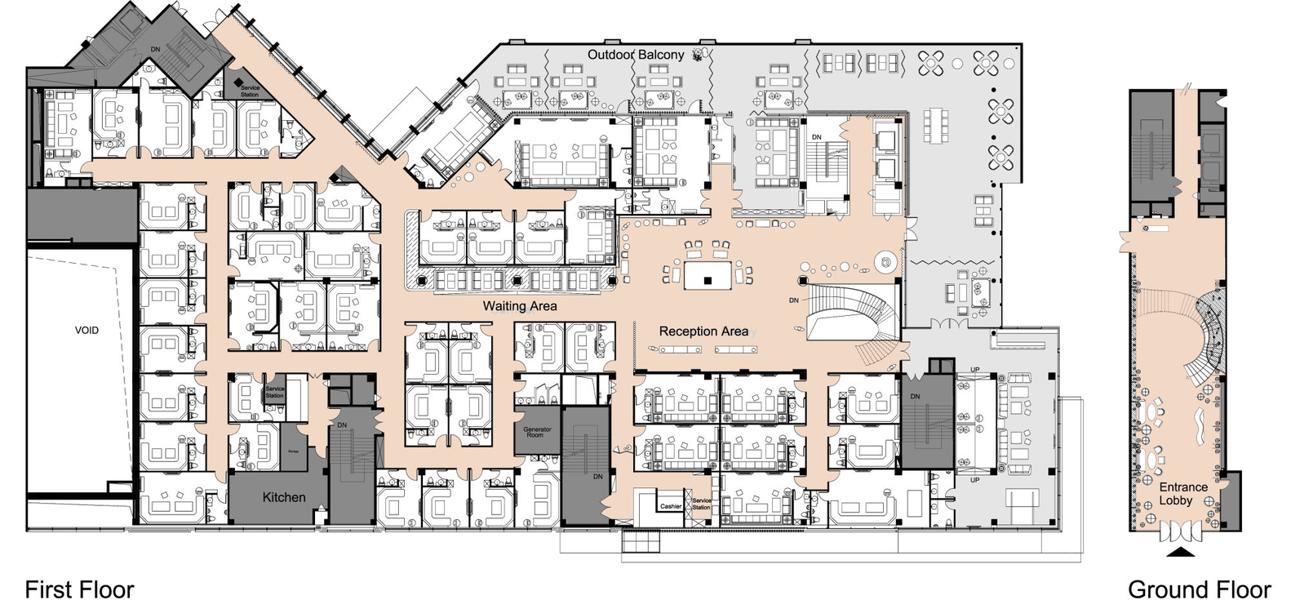 Outdoor Balcony
DN
Service
Station
DN
Waiting Area
DN
Reception Area
VOID
UP
Service
Station
DN
DN
Generator
Room
DN
Kitchen
UP
Cashier
Service
Station
Entrance
Lobby
First Floor
Ground Floor